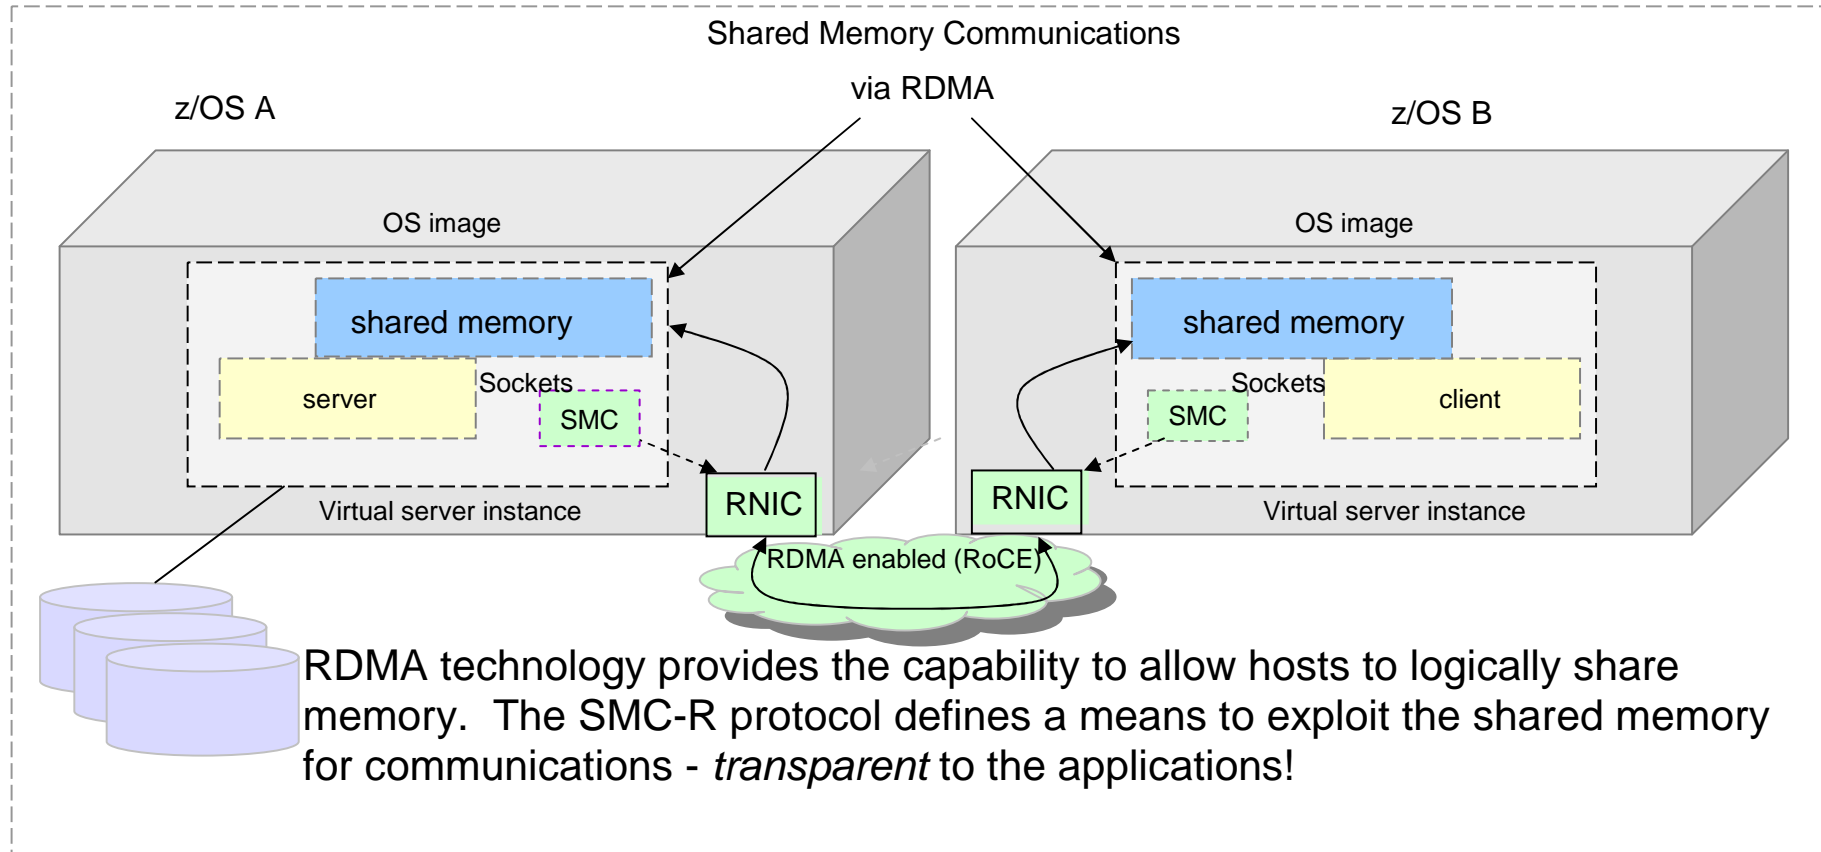 Shared Memory Communications
via RDMA
z/OS A
z/OS B
OS image
OS image
shared memory
shared memory
server
Sockets
SMC
Sockets
SMC
client
RNIC
RNIC
Virtual server instance
Virtual server instance
RDMA enabled (RoCE)
RDMA technology provides the capability to allow hosts to logically share
memory. The SMC-R protocol defines a means to exploit the shared memory
for communications - transparent to the applications!